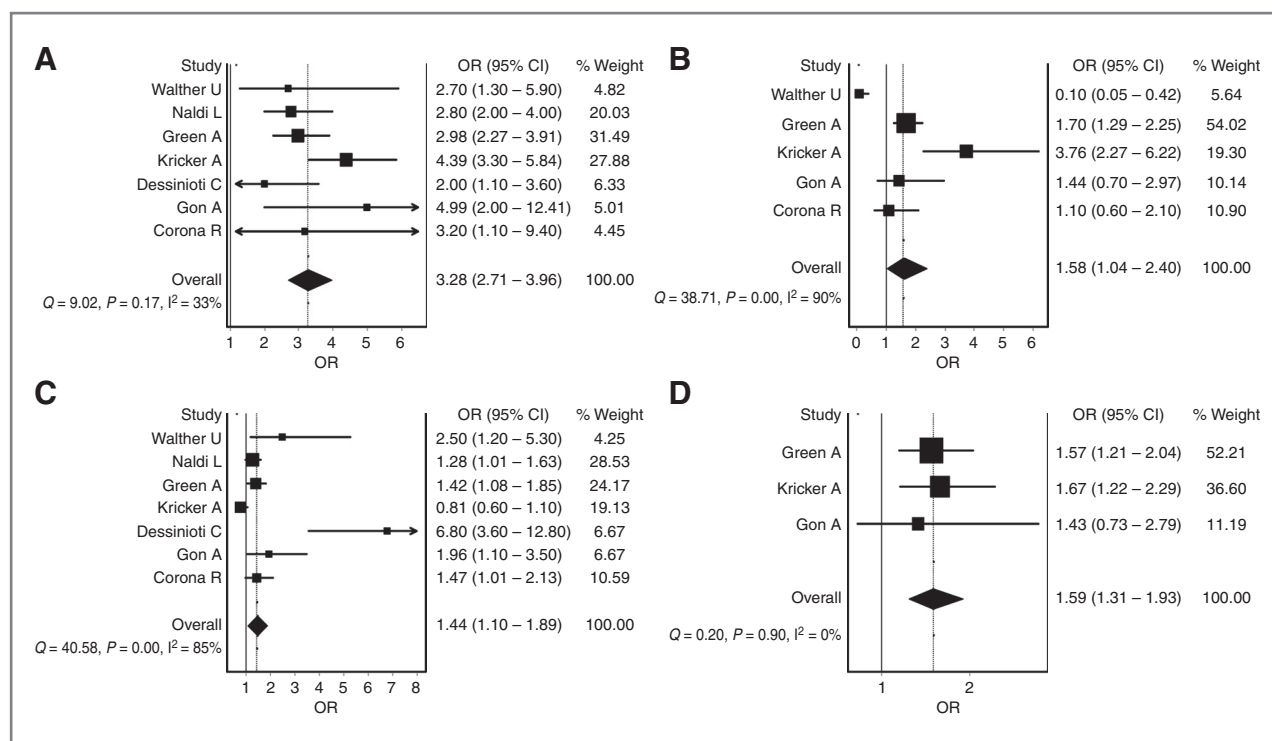 A
Study OR (95% CI) % Weight
Walther U 2.70 (1.30 – 5.90) 4.82
Naldi L 2.80 (2.00 – 4.00) 20.03
Green A 2.98 (2.27 – 3.91) 31.49
Kricker A 4.39 (3.30 – 5.84) 27.88
Dessinioti C 2.00 (1.10 – 3.60) 6.33
Gon A 4.99 (2.00 – 12.41) 5.01
Corona R 3.20 (1.10 – 9.40) 4.45
Overall 3.28 (2.71 – 3.96) 100.00
Q = 9.02, P = 0.17, I² = 33%
1 2 3 4 5 6
OR
B
Study OR (95% CI) % Weight
Walther U 0.10 (0.05 – 0.42) 5.64
Green A 1.70 (1.29 – 2.25) 54.02
Kricker A 3.76 (2.27 – 6.22) 19.30
Gon A 1.44 (0.70 – 2.97) 10.14
Corona R 1.10 (0.60 – 2.10) 10.90
Overall 1.58 (1.04 – 2.40) 100.00
Q = 38.71, P = 0.00, I² = 90%
0 1 2 3 4 5 6
OR
C
Study OR (95% CI) % Weight
Walther U 2.50 (1.20 – 5.30) 4.25
Naldi L 1.28 (1.01 – 1.63) 28.53
Green A 1.42 (1.08 – 1.85) 24.17
Kricker A 0.81 (0.60 – 1.10) 19.13
Dessinioti C 6.80 (3.60 – 12.80) 6.67
Gon A 1.96 (1.10 – 3.50) 6.67
Corona R 1.47 (1.01 – 2.13) 10.59
Overall 1.44 (1.10 – 1.89) 100.00
Q = 40.58, P = 0.00, I² = 85%
1 2 3 4 5 6 7 8
OR
D
Study OR (95% CI) % Weight
Green A 1.57 (1.21 – 2.04) 52.21
Kricker A 1.67 (1.22 – 2.29) 36.60
Gon A 1.43 (0.73 – 2.79) 11.19
Overall 1.59 (1.31 – 1.93) 100.00
Q = 0.20, P = 0.90, I² = 0%
1 2
OR